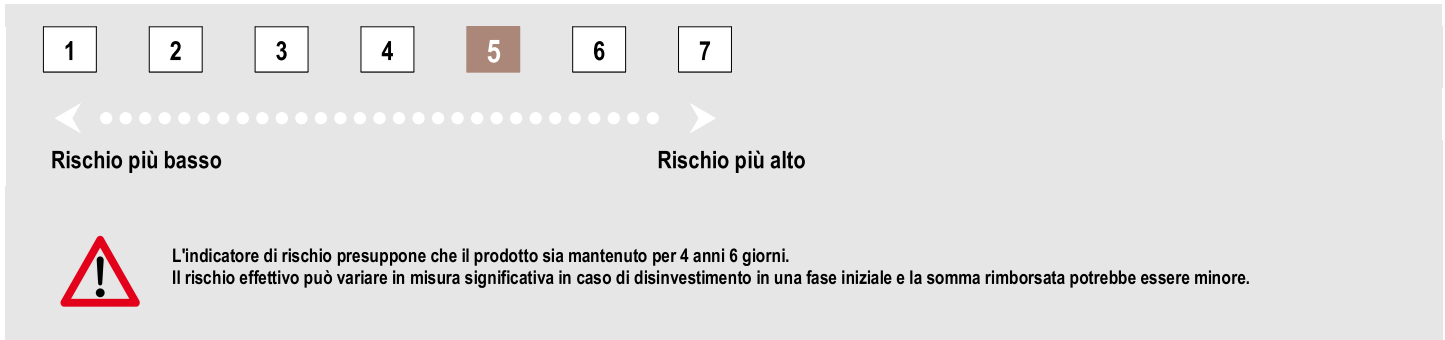 1 2 3 4 5 6 7
Rischio più basso Rischio più alto
L'indicatore di rischio presuppone che il prodotto sia mantenuto per 4 anni 6 giorni.
Il rischio effettivo può variare in misura significativa in caso di disinvestimento in una fase iniziale e la somma rimborsata potrebbe essere minore.